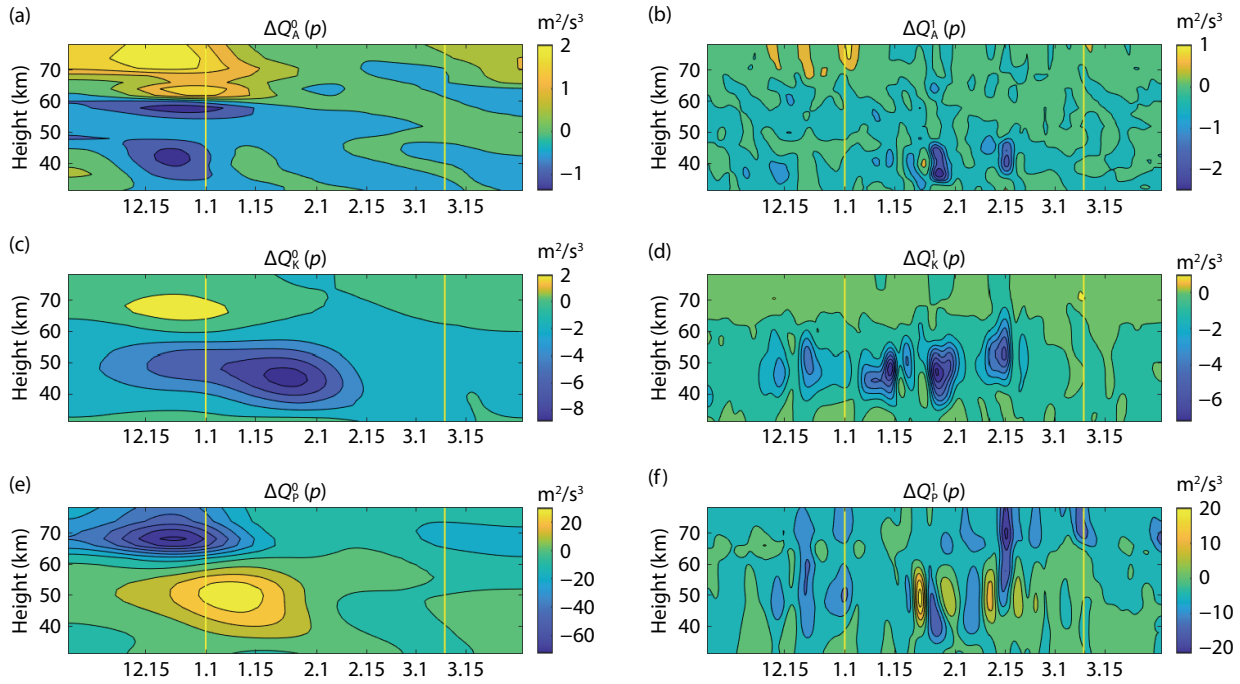 (a) ΔQ⁰_A (p) m²/s³
Height (km)
70
60
50
40
12.15 1.1 1.15 2.1 2.15 3.1 3.15
2
1
0
−1
(b) ΔQ¹_A (p) m²/s³
Height (km)
70
60
50
40
12.15 1.1 1.15 2.1 2.15 3.1 3.15
1
0
−1
−2
(c) ΔQ⁰_K (p) m²/s³
Height (km)
70
60
50
40
12.15 1.1 1.15 2.1 2.15 3.1 3.15
2
0
−2
−4
−6
−8
(d) ΔQ¹_K (p) m²/s³
Height (km)
70
60
50
40
12.15 1.1 1.15 2.1 2.15 3.1 3.15
0
−2
−4
−6
(e) ΔQ⁰_P (p) m²/s³
Height (km)
70
60
50
40
12.15 1.1 1.15 2.1 2.15 3.1 3.15
20
0
−20
−40
−60
(f) ΔQ¹_P (p) m²/s³
Height (km)
70
60
50
40
12.15 1.1 1.15 2.1 2.15 3.1 3.15
20
10
0
−10
−20